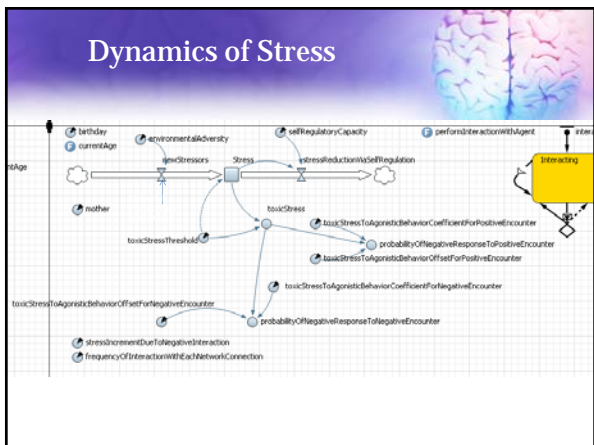 Dynamics of Stress
birthday
environmentalAdversity
selfRegulatoryCapacity
performInteractionWithAgent
intera
currentAge
ntAge
newStressors
Stress
stressReductionViaSelfRegulation
Interacting
mother
toxicStress
toxicStressToAgonisticBehaviorCoefficientForPositiveEncounter
toxicStressThreshold
probabilityOfNegativeResponseToPositiveEncounter
toxicStressToAgonisticBehaviorOffsetForPositiveEncounter
toxicStressToAgonisticBehaviorCoefficientForNegativeEncounter
toxicStressToAgonisticBehaviorOffsetForNegativeEncounter
probabilityOfNegativeResponseToNegativeEncounter
stressIncrementDueToNegativeInteraction
frequencyOfInteractionWithEachNetworkConnection